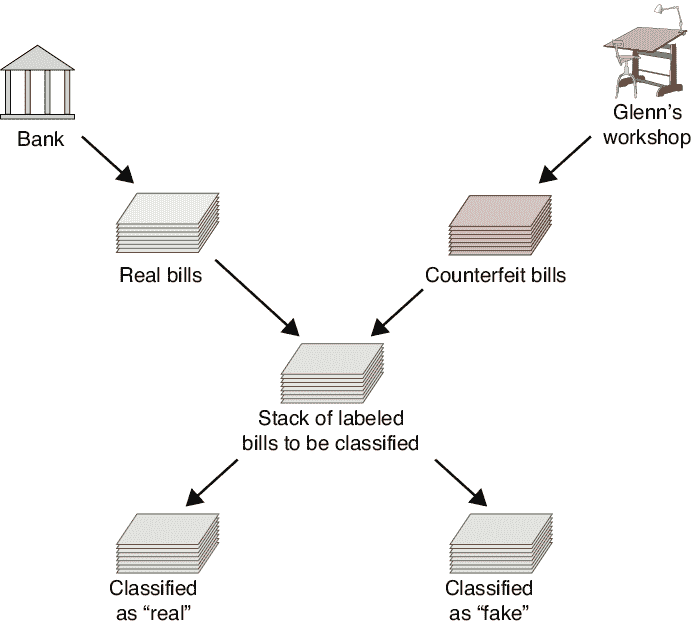 Bank
Glenn's
workshop
Real bills
Counterfeit bills
Stack of labeled
bills to be classified
Classified
as “real”
Classified
as “fake”